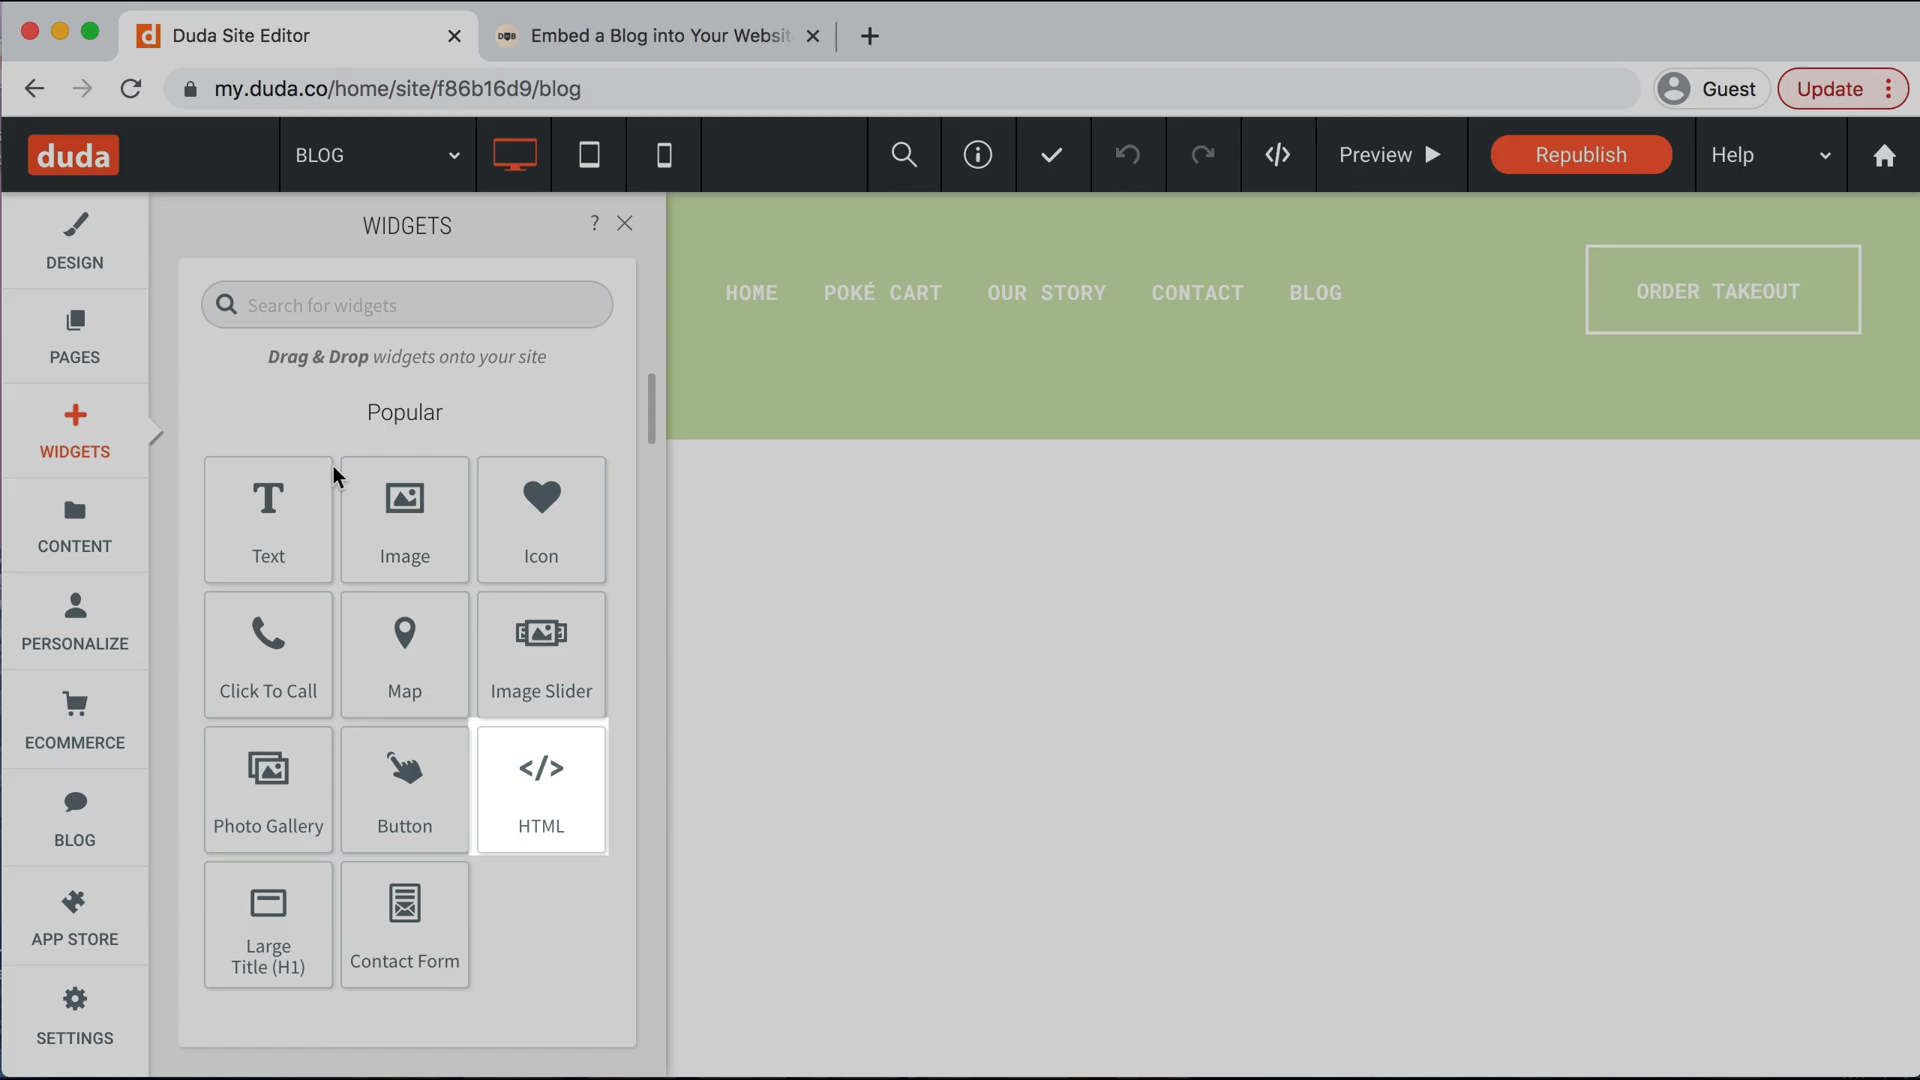 Duda Site Editor
Embed a Blog into Your Websit
my.duda.co/home/site/f86b16d9/blog
Guest
Update
duda
BLOG
Preview
Republish
Help
DESIGN
PAGES
WIDGETS
CONTENT
PERSONALIZE
ECOMMERCE
BLOG
APP STORE
SETTINGS
WIDGETS
?
Search for widgets
Drag & Drop widgets onto your site
Popular
Text
Image
Icon
Click To Call
Map
Image Slider
Photo Gallery
Button
</>
HTML
Large
Title (H1)
Contact Form
HOME
POKÉ CART
OUR STORY
CONTACT
BLOG
ORDER TAKEOUT